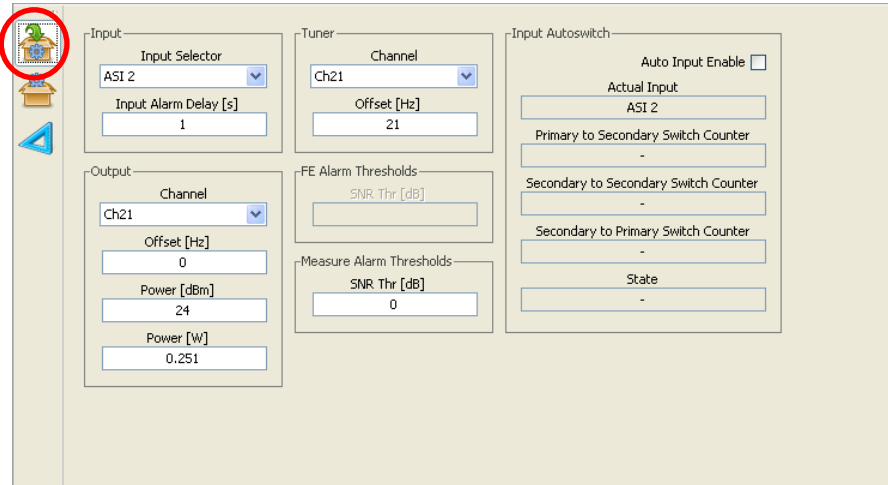 Input
Input Selector
ASI 2
Input Alarm Delay [s]
1
Output
Channel
Ch21
Offset [Hz]
0
Power [dBm]
24
Power [W]
0.251
Tuner
Channel
Ch21
Offset [Hz]
21
FE Alarm Thresholds
SNR Thr [dB]
Measure Alarm Thresholds
SNR Thr [dB]
0
Input Autoswitch
Auto Input Enable
Actual Input
ASI 2
Primary to Secondary Switch Counter
-
Secondary to Secondary Switch Counter
-
Secondary to Primary Switch Counter
-
State
-